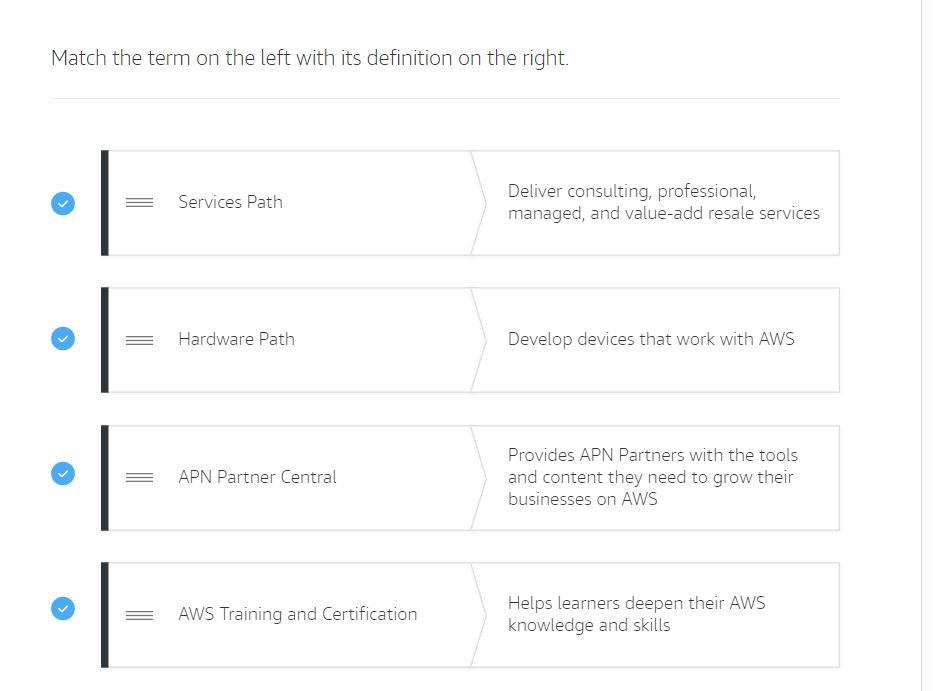 Match the term on the left with its definition on the right.
Services Path
Deliver consulting, professional,
managed, and value-add resale services
Hardware Path
Develop devices that work with AWS
APN Partner Central
Provides APN Partners with the tools
and content they need to grow their
businesses on AWS
AWS Training and Certification
Helps learners deepen their AWS
knowledge and skills